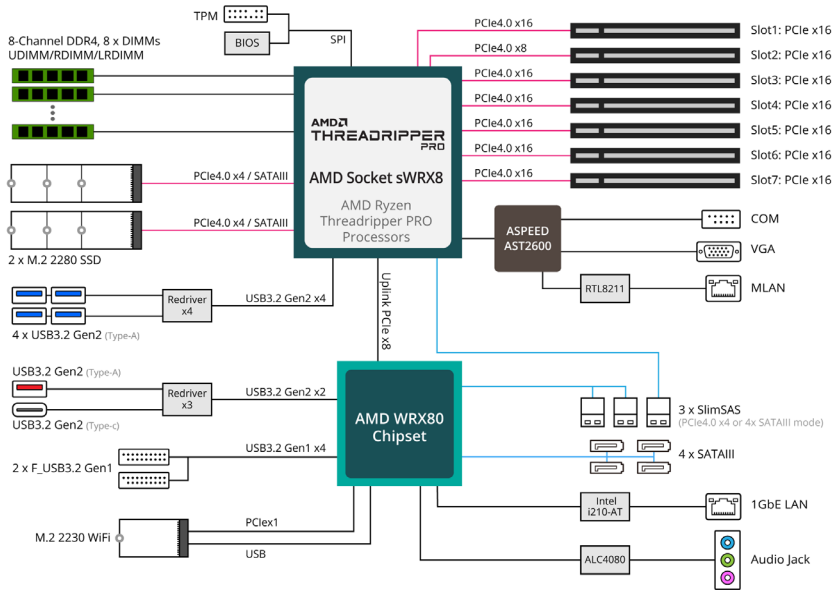 TPM
BIOS
SPI
8-Channel DDR4, 8 x DIMMs
UDIMM/RDIMM/LRDIMM
PCIe4.0 x16
Slot1: PCIe x16
PCIe4.0 x8
Slot2: PCIe x16
PCIe4.0 x16
Slot3: PCIe x16
PCIe4.0 x16
Slot4: PCIe x16
PCIe4.0 x16
Slot5: PCIe x16
PCIe4.0 x16
Slot6: PCIe x16
PCIe4.0 x16
Slot7: PCIe x16
AMD
THREADRIPPER
PRO
AMD Socket sWRX8
AMD Ryzen
Threadripper PRO
Processors
PCIe4.0 x4 / SATAIII
PCIe4.0 x4 / SATAIII
2 x M.2 2280 SSD
ASPEED
AST2600
COM
VGA
RTL8211
MLAN
Redriver
x4
USB3.2 Gen2 x4
4 x USB3.2 Gen2 (Type-A)
Uplink PCIe x8
USB3.2 Gen2 (Type-A)
Redriver
x3
USB3.2 Gen2 x2
USB3.2 Gen2 (Type-c)
AMD WRX80
Chipset
3 x SlimSAS
(PCIe4.0 x4 or 4x SATAIII mode)
4 x SATAIII
USB3.2 Gen1 x4
2 x F_USB3.2 Gen1
Intel
i210-AT
1GbE LAN
M.2 2230 WiFi
PCIex1
USB
ALC4080
Audio Jack